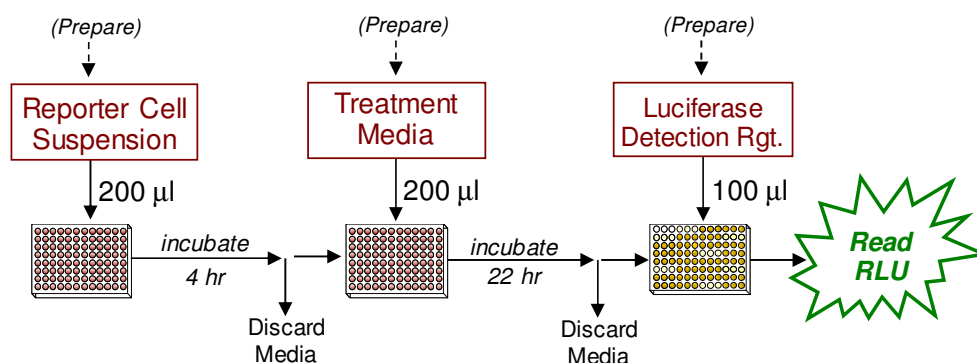 (Prepare)
(Prepare)
(Prepare)
Reporter Cell
Suspension
Treatment
Media
Luciferase
Detection Rgt.
200 µl
200 µl
100 µl
incubate
4 hr
incubate
22 hr
Read
RLU
Discard
Media
Discard
Media